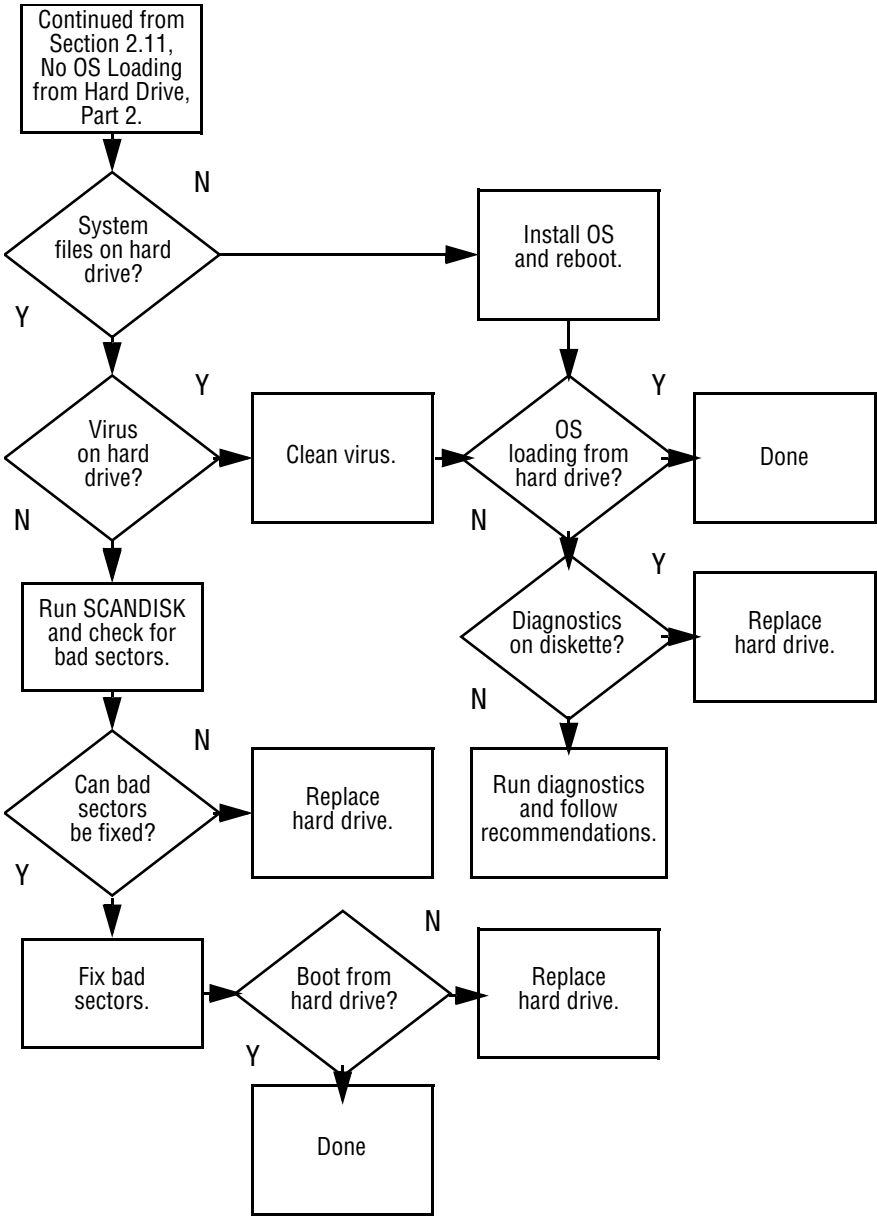 Continued from
Section 2.11,
No OS Loading
from Hard Drive,
Part 2.
N
System
files on hard
drive?
Install OS
and reboot.
Y
Y
Virus
on hard
drive?
Clean virus.
OS
loading from
hard drive?
Y
Done
N
N
Run SCANDISK
and check for
bad sectors.
Diagnostics
on diskette?
Y
Replace
hard drive.
N
N
Can bad
sectors
be fixed?
Replace
hard drive.
Run diagnostics
and follow
recommendations.
Y
Fix bad
sectors.
Boot from
hard drive?
N
Replace
hard drive.
Y
Done